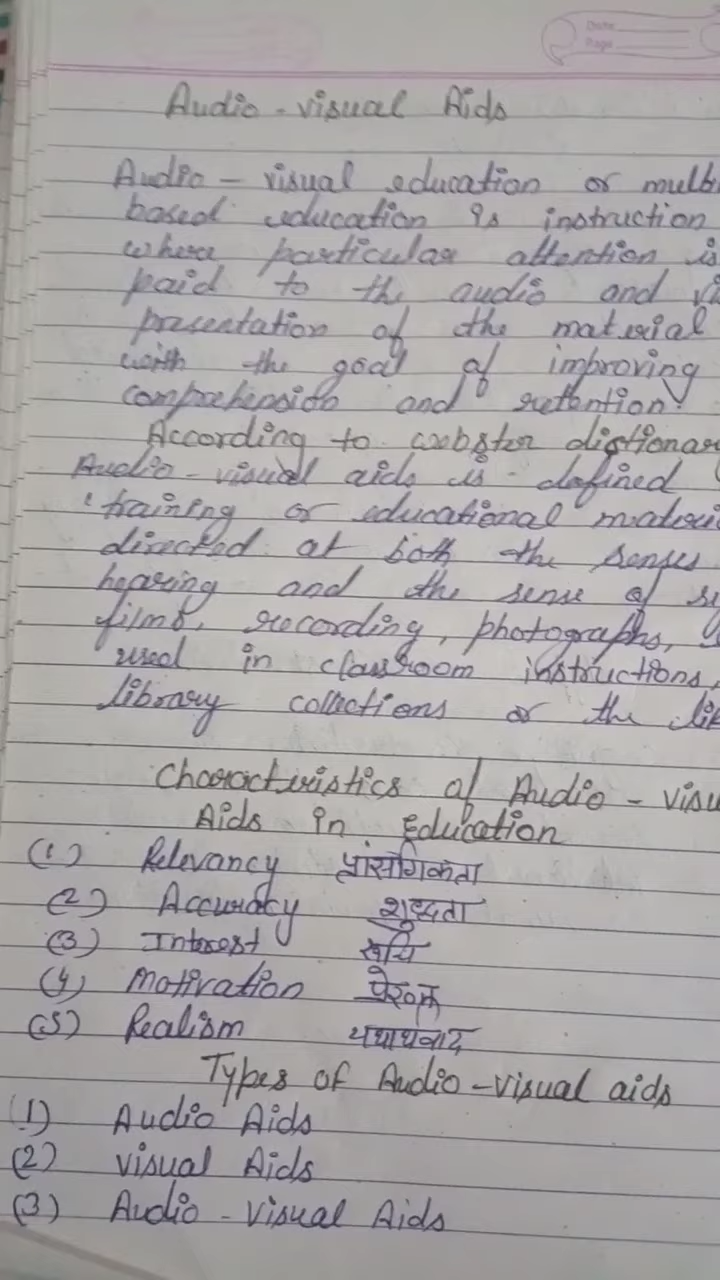 Date
Page
Audio-visual Aids
Audio-visual education or
based education is instruction
where particular attention is
paid to the audio and
presentation of the material
with the goal of improving
comprehension and retention.
According to webster
Audio-visual aids is defined
'training or educational
directed at both the senses
hearing and the sense of
films, recording, photographs,
used in classroom instructions,
library collections or the
Characteristics of Audio-
Aids in Education
(1) Relevancy प्रासंगिकता
(2) Accuracy शुद्धता
(3) Interest रूचि
(4) Motivation
(5) Realism
Types of Audio-visual aids
(1) Audio Aids
(2) Visual Aids
(3) Audio-Visual Aids